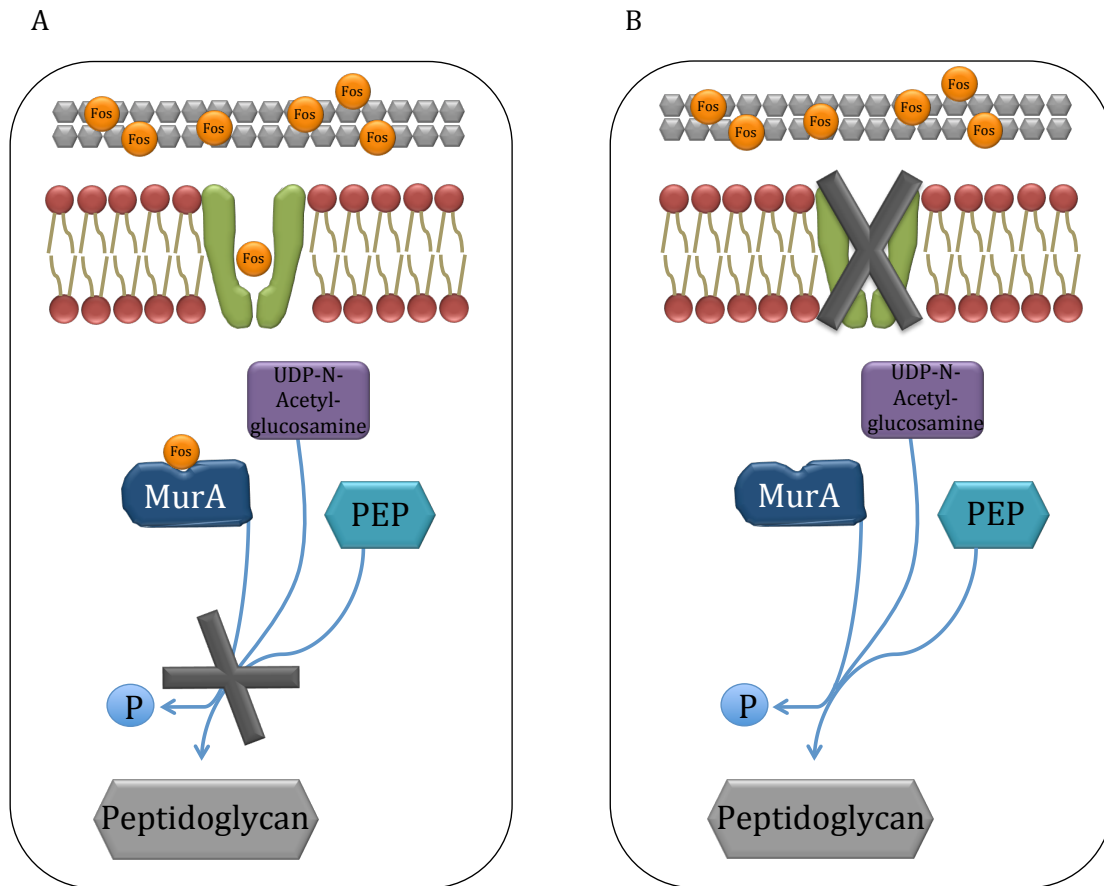 A
Fos
Fos
Fos
Fos
Fos
Fos
Fos
UDP-N-
Acetyl-
glucosamine
Fos
MurA
PEP
P
Peptidoglycan
B
Fos
Fos
Fos
Fos
Fos
Fos
UDP-N-
Acetyl-
glucosamine
MurA
PEP
P
Peptidoglycan